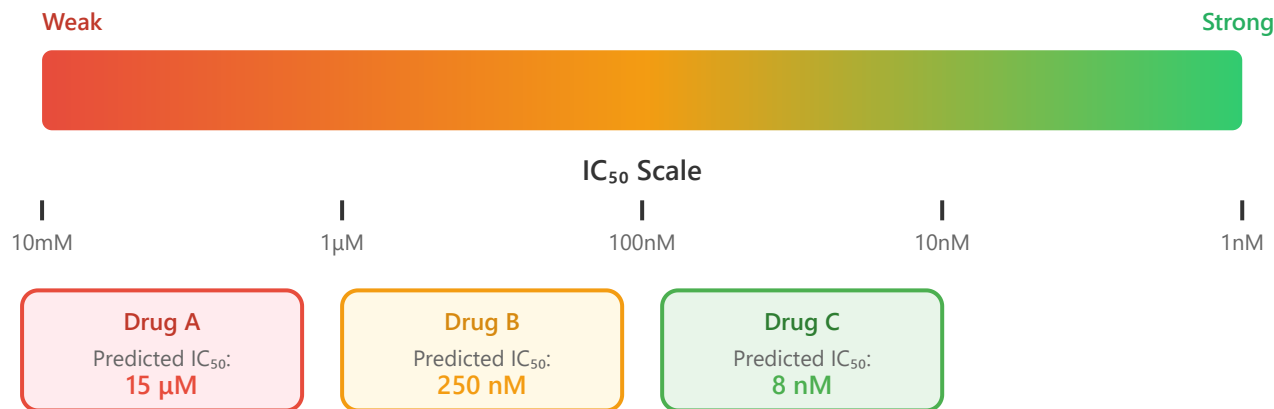 Weak
Strong
IC₅₀ Scale
10mM
1μM
100nM
10nM
1nM
Drug A
Predicted IC₅₀:
15 μM
Drug B
Predicted IC₅₀:
250 nM
Drug C
Predicted IC₅₀:
8 nM